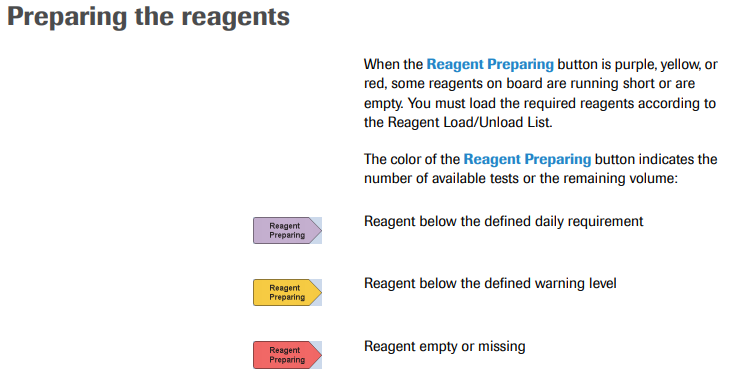 Preparing the reagents
When the Reagent Preparing button is purple, yellow, or
red, some reagents on board are running short or are
empty. You must load the required reagents according to
the Reagent Load/Unload List.
The color of the Reagent Preparing button indicates the
number of available tests or the remaining volume:
Reagent
Preparing
Reagent below the defined daily requirement
Reagent
Preparing
Reagent below the defined warning level
Reagent
Preparing
Reagent empty or missing